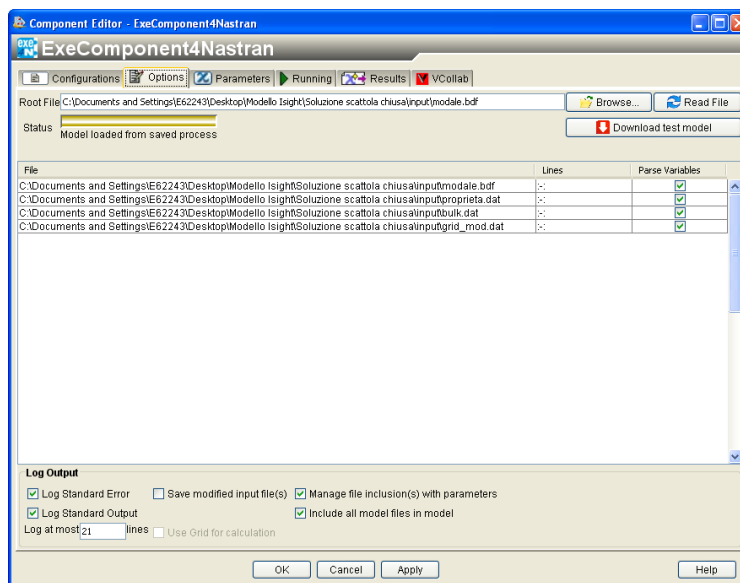 Component Editor - ExeComponent4Nastran
exe N ExeComponent4Nastran
Configurations Options Parameters Running Results VCollab
Root File C:\Documents and Settings\E62243\Desktop\Modello Isight\Soluzione scattola chiusa\input\modale.bdf Browse... Read File
Status Model loaded from saved process Download test model
File Lines Parse Variables
C:\Documents and Settings\E62243\Desktop\Modello Isight\Soluzione scattola chiusa\input\modale.bdf :-:
C:\Documents and Settings\E62243\Desktop\Modello Isight\Soluzione scattola chiusa\input\proprieta.dat :-:
C:\Documents and Settings\E62243\Desktop\Modello Isight\Soluzione scattola chiusa\input\bulk.dat :-:
C:\Documents and Settings\E62243\Desktop\Modello Isight\Soluzione scattola chiusa\input\grid_mod.dat :-:
Log Output
Log Standard Error Save modified input file(s) Manage file inclusion(s) with parameters
Log Standard Output Include all model files in model
Log at most 21 lines Use Grid for calculation
OK Cancel Apply Help